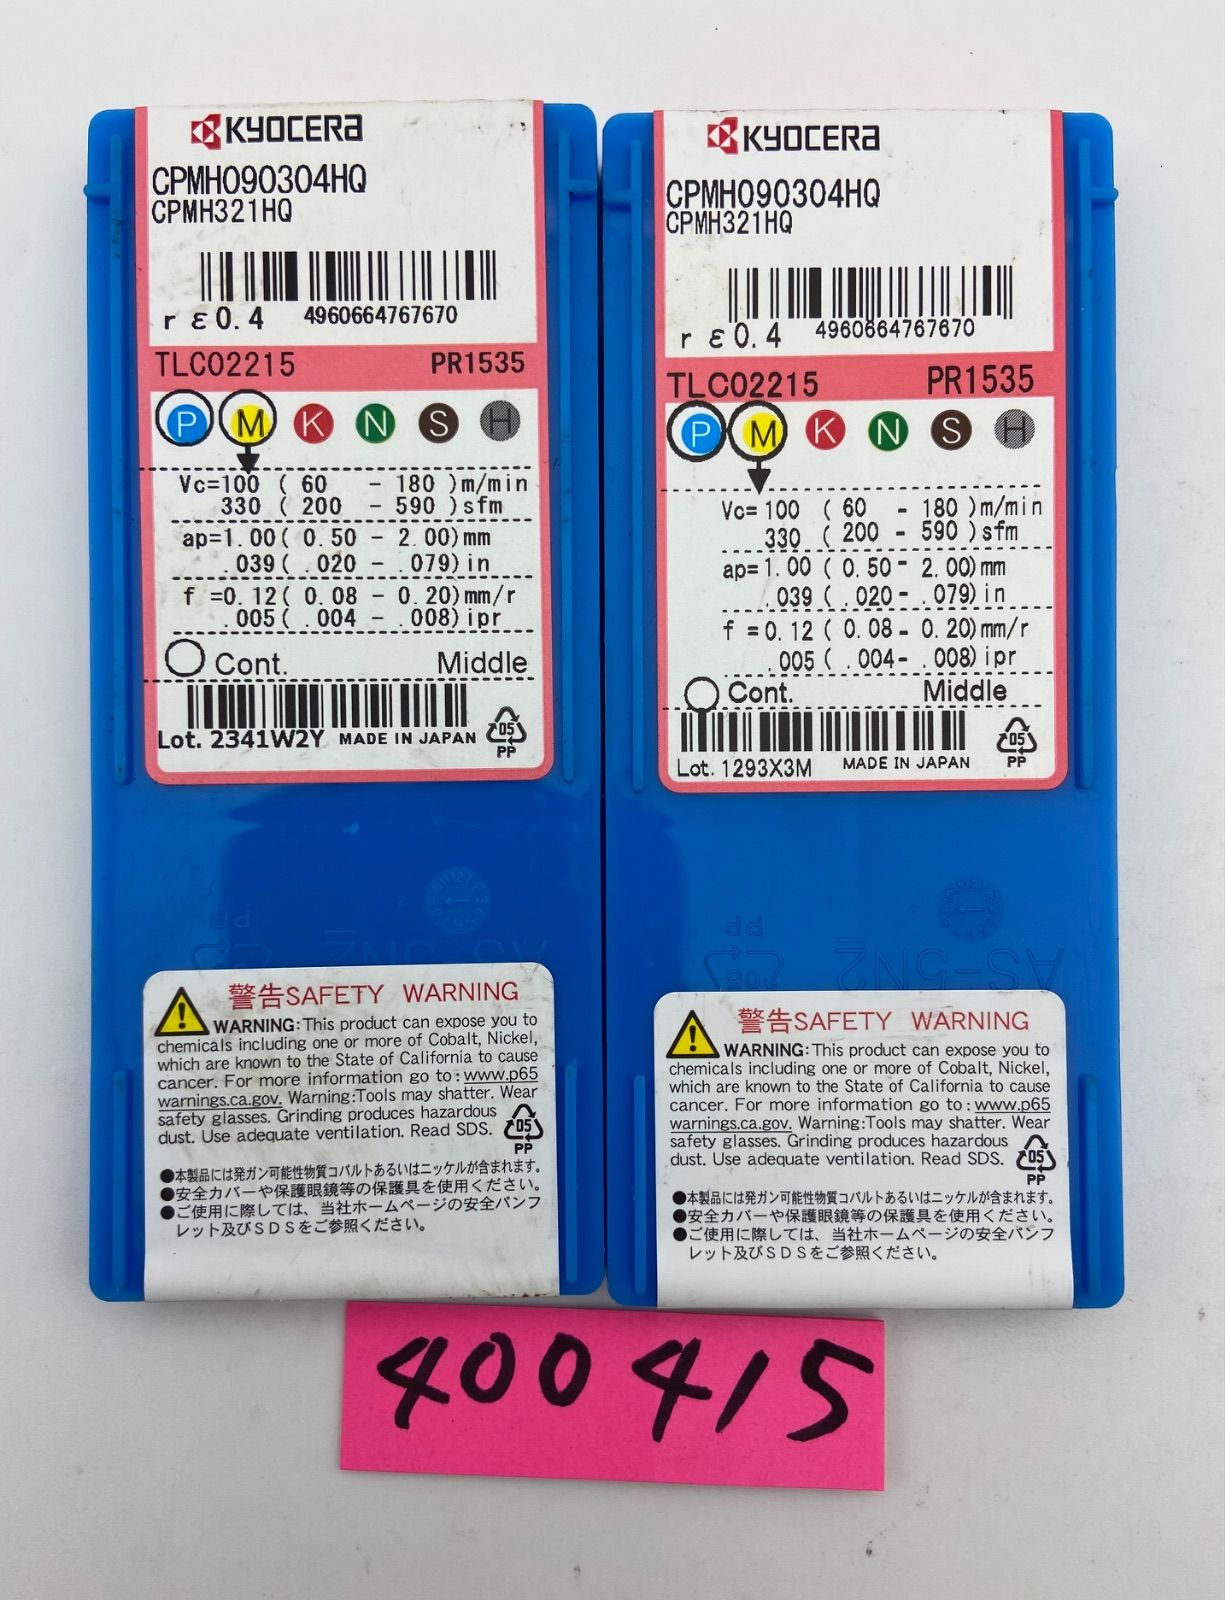 KYOCERA
CPMH090304HQ
CPMH321HQ
rε0.4 4960664767670
TLC02215 PR1535
P M K N S H
Vc=100 ( 60 - 180 )m/min
330 ( 200 - 590 )sfm
ap=1.00( 0.50 - 2.00)mm
.039( .020 - .079)in
f =0.12( 0.08 - 0.20)mm/r
.005( .004 - .008)ipr
Cont. Middle
Lot. 2341W2Y MADE IN JAPAN
05
PP
警告SAFETY WARNING
WARNING:This product can expose you to
chemicals including one or more of Cobalt, Nickel,
which are known to the State of California to cause
cancer. For more information go to : www.p65
warnings.ca.gov. Warning:Tools may shatter. Wear
safety glasses. Grinding produces hazardous
dust. Use adequate ventilation. Read SDS.
05
PP
●本製品には発ガン可能性物質コバルトあるいはニッケルが含まれます。
●安全カバーや保護眼鏡等の保護具を使用ください。
●ご使用に際しては、当社ホームページの安全パンフ
レット及びSDSをご参照ください。
KYOCERA
CPMH090304HQ
CPMH321HQ
rε0.4 4960664767670
TLC02215 PR1535
P M K N S H
Vc=100 ( 60 - 180 )m/min
330 ( 200 - 590 )sfm
ap=1.00 ( 0.50 - 2.00)mm
.039 ( .020 - .079)in
f =0.12 ( 0.08 - 0.20)mm/r
.005 ( .004 - .008)ipr
Cont. Middle
Lot. 1293X3M MADE IN JAPAN
05
PP
AS-5N2
PP
警告SAFETY WARNING
WARNING:This product can expose you to
chemicals including one or more of Cobalt, Nickel,
which are known to the State of California to cause
cancer. For more information go to : www.p65
warnings.ca.gov. Warning:Tools may shatter. Wear
safety glasses. Grinding produces hazardous
dust. Use adequate ventilation. Read SDS.
05
PP
●本製品には発ガン可能性物質コバルトあるいはニッケルが含まれます。
●安全カバーや保護眼鏡等の保護具を使用ください。
●ご使用に際しては、当社ホームページの安全パンフ
レット及びSDSをご参照ください。
400415